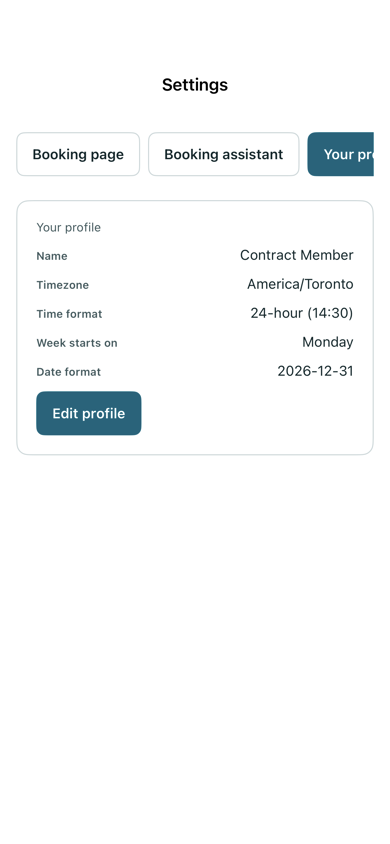 Settings
Booking page
Booking assistant
Your pr
Your profile
Name
Contract Member
Timezone
America/Toronto
Time format
24-hour (14:30)
Week starts on
Monday
Date format
2026-12-31
Edit profile